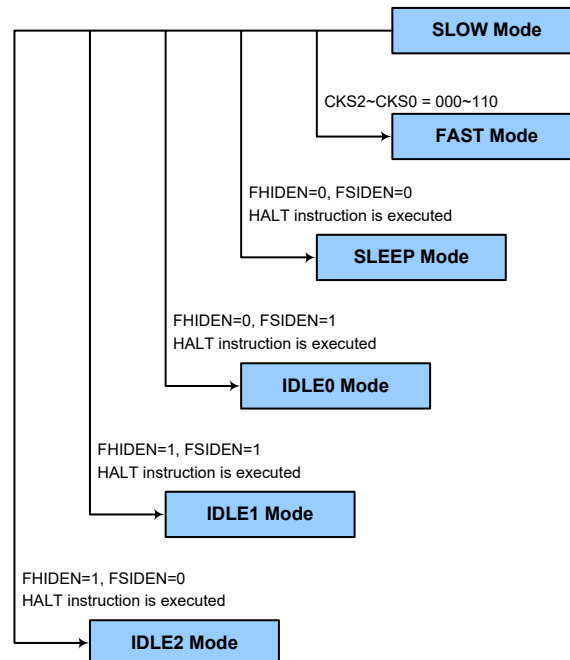 SLOW Mode
CKS2~CKS0 = 000~110
FAST Mode
FHIDEN=0, FSIDEN=0
HALT instruction is executed
SLEEP Mode
FHIDEN=0, FSIDEN=1
HALT instruction is executed
IDLE0 Mode
FHIDEN=1, FSIDEN=1
HALT instruction is executed
IDLE1 Mode
FHIDEN=1, FSIDEN=0
HALT instruction is executed
IDLE2 Mode